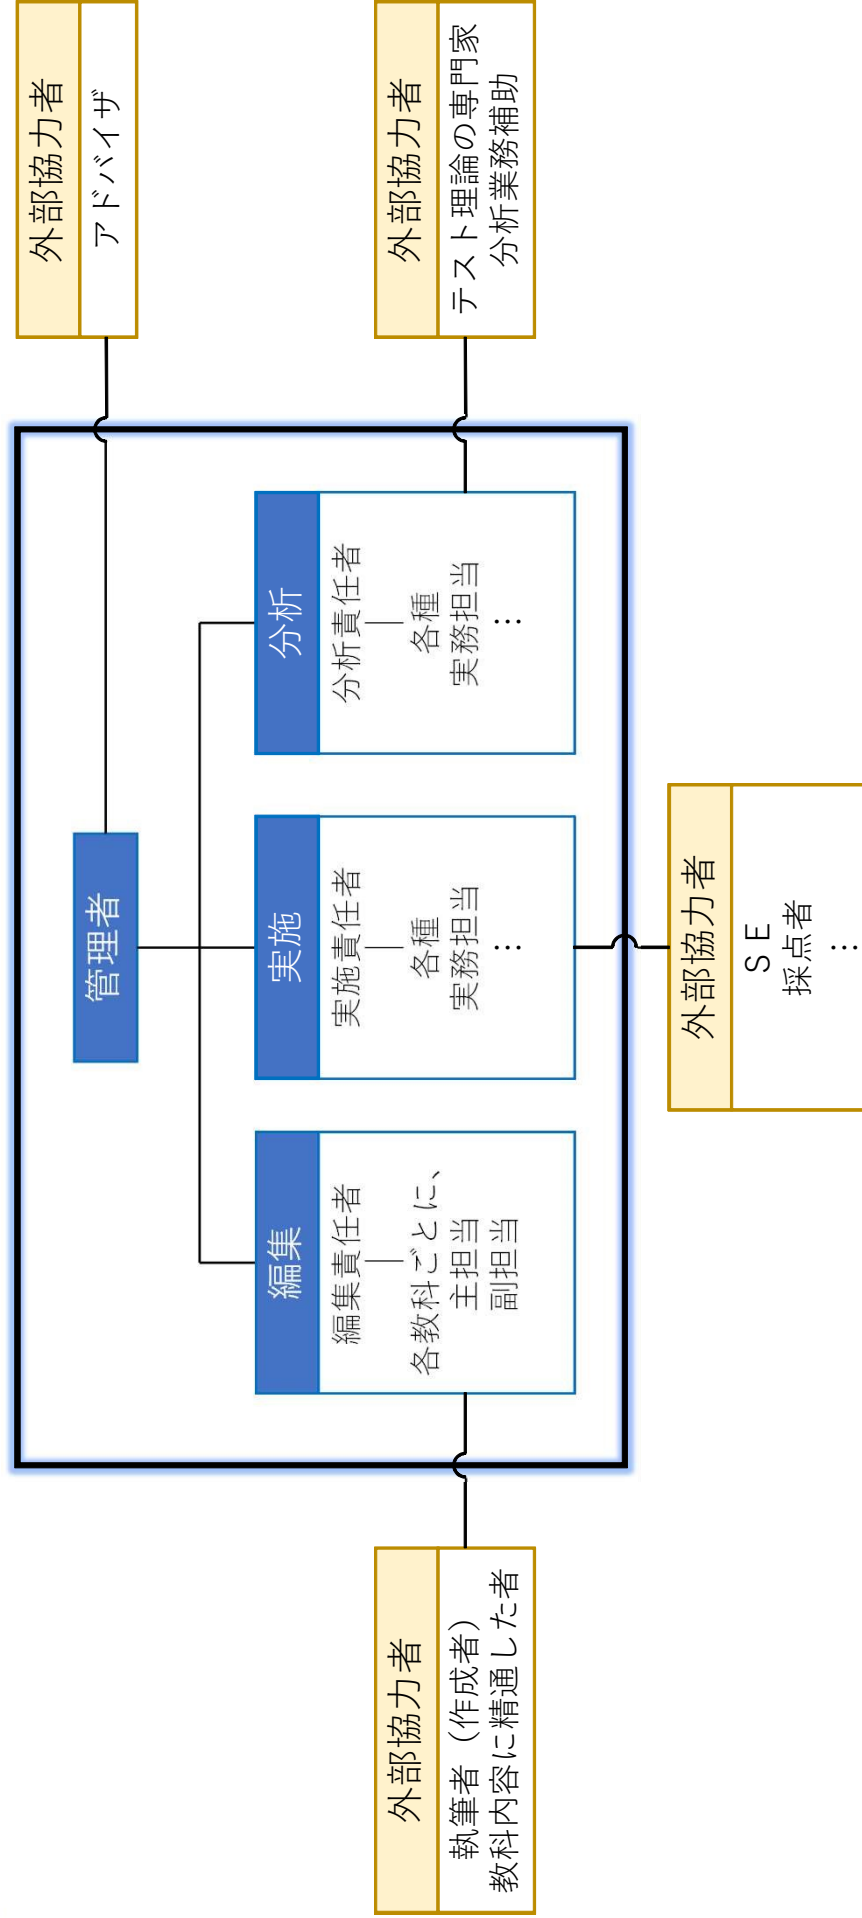 管理者
外部協力者
アドバイザ
編集
編集責任者
各教科ごとに、
主担当
副担当
実施
実施責任者
各種
実務担当
…
分析
分析責任者
各種
実務担当
…
外部協力者
執筆者（作成者）
教科内容に精通した者
外部協力者
テスト理論の専門家
分析業務補助
外部協力者
ＳＥ
採点者
…